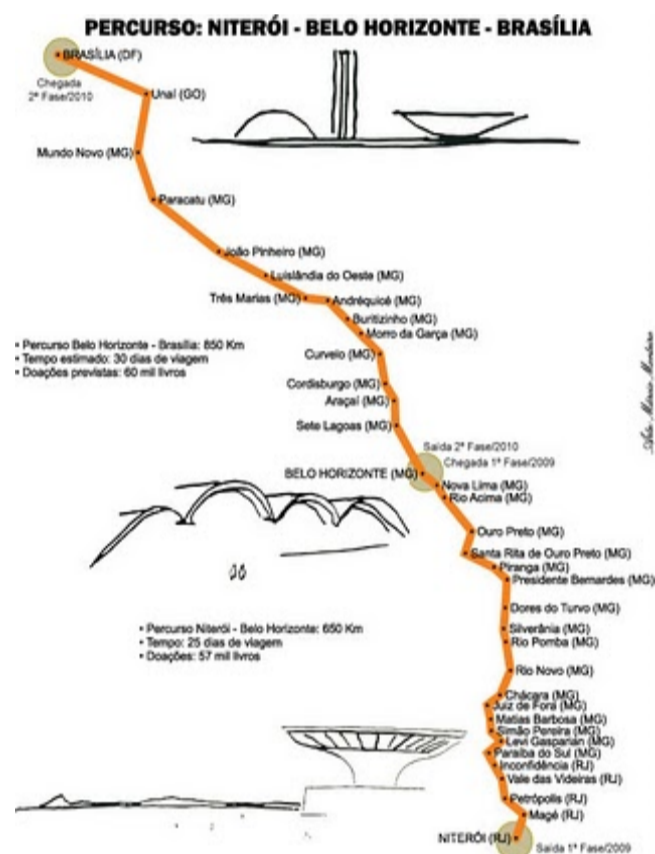 PERCURSO: NITERÓI - BELO HORIZONTE - BRASÍLIA
BRASÍLIA (DF)
Chegada
2ª Fase/2010
Unaí (GO)
Mundo Novo (MG)
Paracatu (MG)
João Pinheiro (MG)
Luislândia do Oeste (MG)
Três Marias (MG)
Andréquicé (MG)
Buritizinho (MG)
Morro da Garça (MG)
• Percurso Belo Horizonte - Brasília: 850 Km
• Tempo estimado: 30 dias de viagem
• Doações previstas: 60 mil livros
Curvelo (MG)
Cordisburgo (MG)
Araçaí (MG)
Sete Lagoas (MG)
Saída 2ª Fase/2010
Chegada 1ª Fase/2009
BELO HORIZONTE (MG)
Nova Lima (MG)
Rio Acima (MG)
Ouro Preto (MG)
Santa Rita de Ouro Preto (MG)
Piranga (MG)
Presidente Bernardes (MG)
Dores do Turvo (MG)
Silverânia (MG)
Rio Pomba (MG)
• Percurso Niterói - Belo Horizonte: 650 Km
• Tempo: 25 dias de viagem
• Doações: 57 mil livros
Rio Novo (MG)
Chácara (MG)
Juiz de Fora (MG)
Matias Barbosa (MG)
Simão Pereira (MG)
Levi Gasparian (MG)
Paraíba do Sul (MG)
Inconfidência (RJ)
Vale das Videiras (RJ)
Petrópolis (RJ)
Magé (RJ)
NITERÓI (RJ)
Saída 1ª Fase/2009
Arte Márcio Monteiro